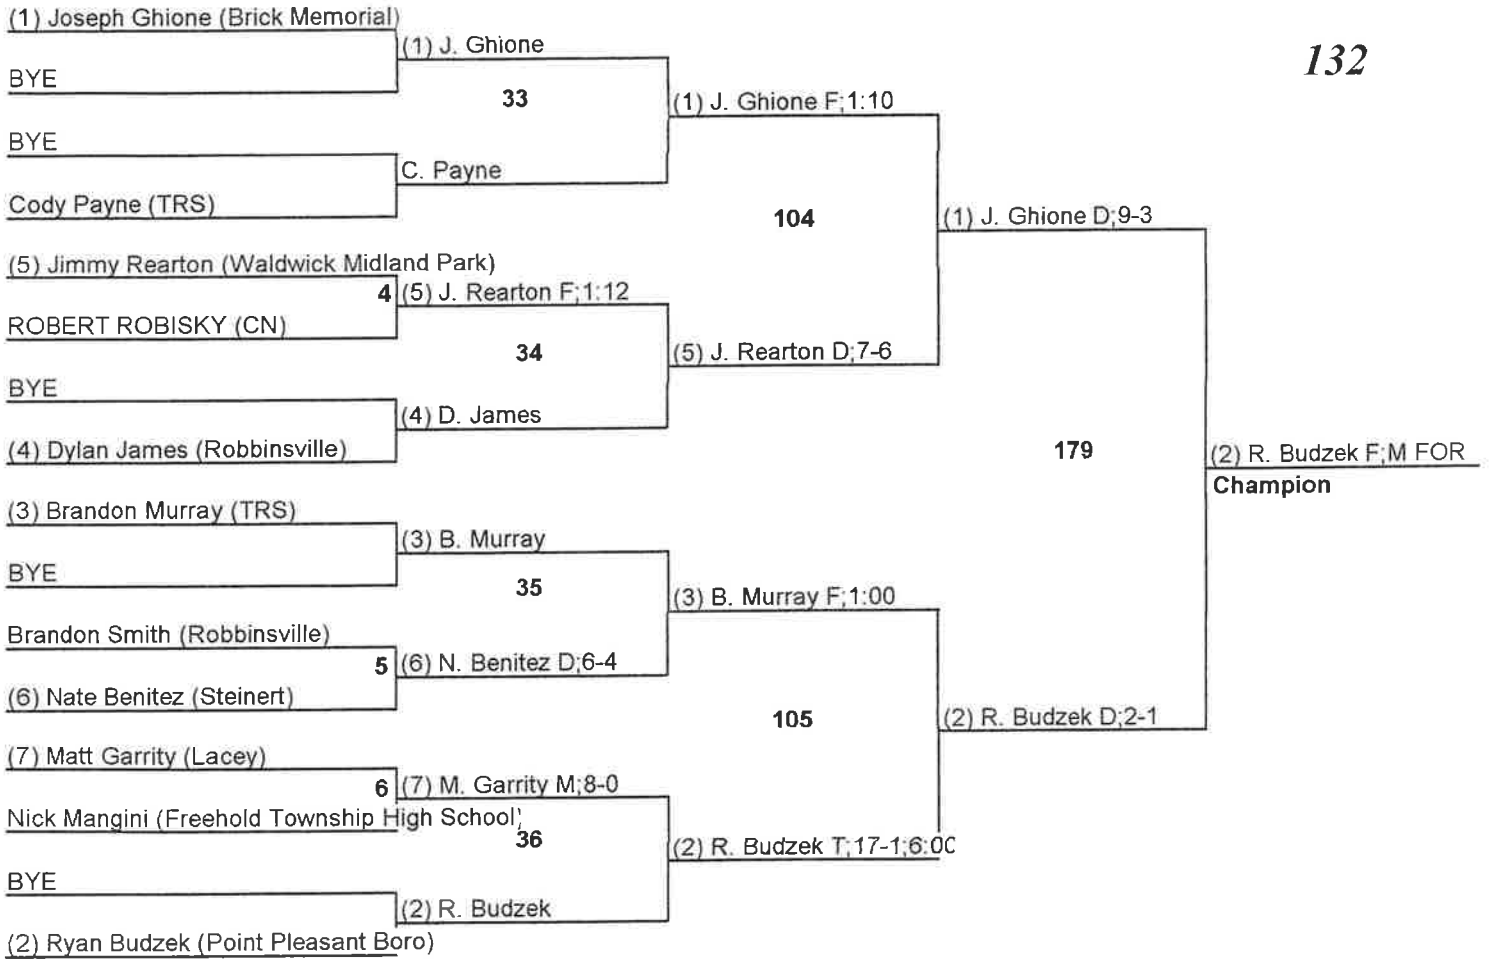 (1) Joseph Ghione (Brick Memorial)
(1) J. Ghione
132
BYE
33
(1) J. Ghione F;1:10
BYE
C. Payne
Cody Payne (TRS)
104
(1) J. Ghione D;9-3
(5) Jimmy Rearton (Waldwick Midland Park)
4
(5) J. Rearton F;1:12
ROBERT ROBISKY (CN)
34
(5) J. Rearton D;7-6
BYE
(4) D. James
(4) Dylan James (Robbinsville)
179
(2) R. Budzek F;M FOR
Champion
(3) Brandon Murray (TRS)
(3) B. Murray
BYE
35
(3) B. Murray F;1:00
Brandon Smith (Robbinsville)
5
(6) N. Benitez D;6-4
(6) Nate Benitez (Steinert)
105
(2) R. Budzek D;2-1
(7) Matt Garrity (Lacey)
6
(7) M. Garrity M;8-0
Nick Mangini (Freehold Township High School)
36
(2) R. Budzek T;17-1;6:00
BYE
(2) R. Budzek
(2) Ryan Budzek (Point Pleasant Boro)